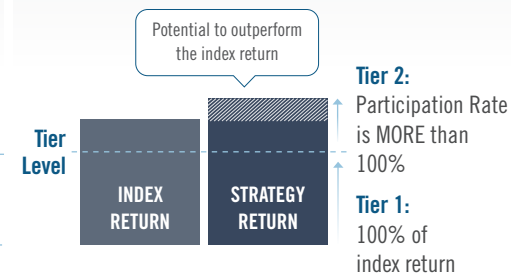 Potential to outperform
the index return
Tier
Level
INDEX
RETURN
STRATEGY
RETURN
Tier 2:
Participation Rate
is MORE than
100%
Tier 1:
100% of
index return